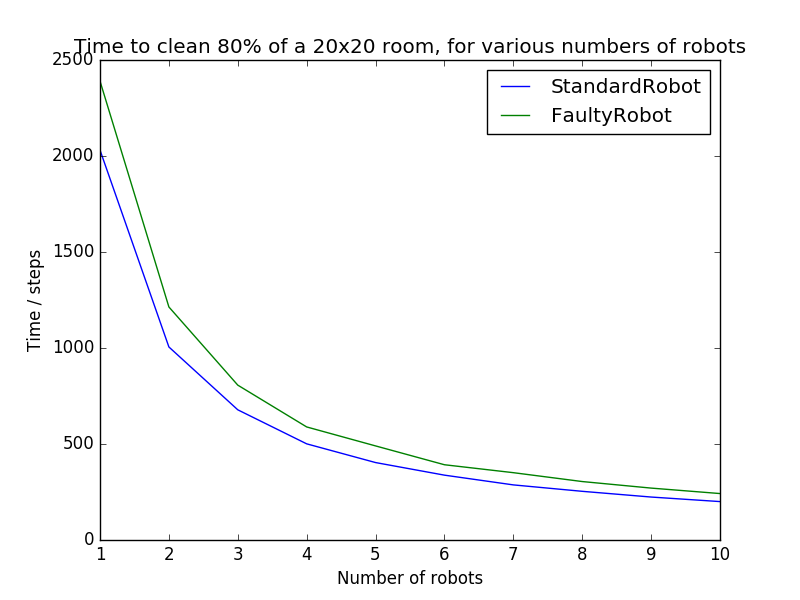 Time to clean 80% of a 20x20 room, for various numbers of robots
2500
StandardRobot
FaultyRobot
2000
1500
1000
500
0
Time / steps
1 2 3 4 5 6 7 8 9 10
Number of robots